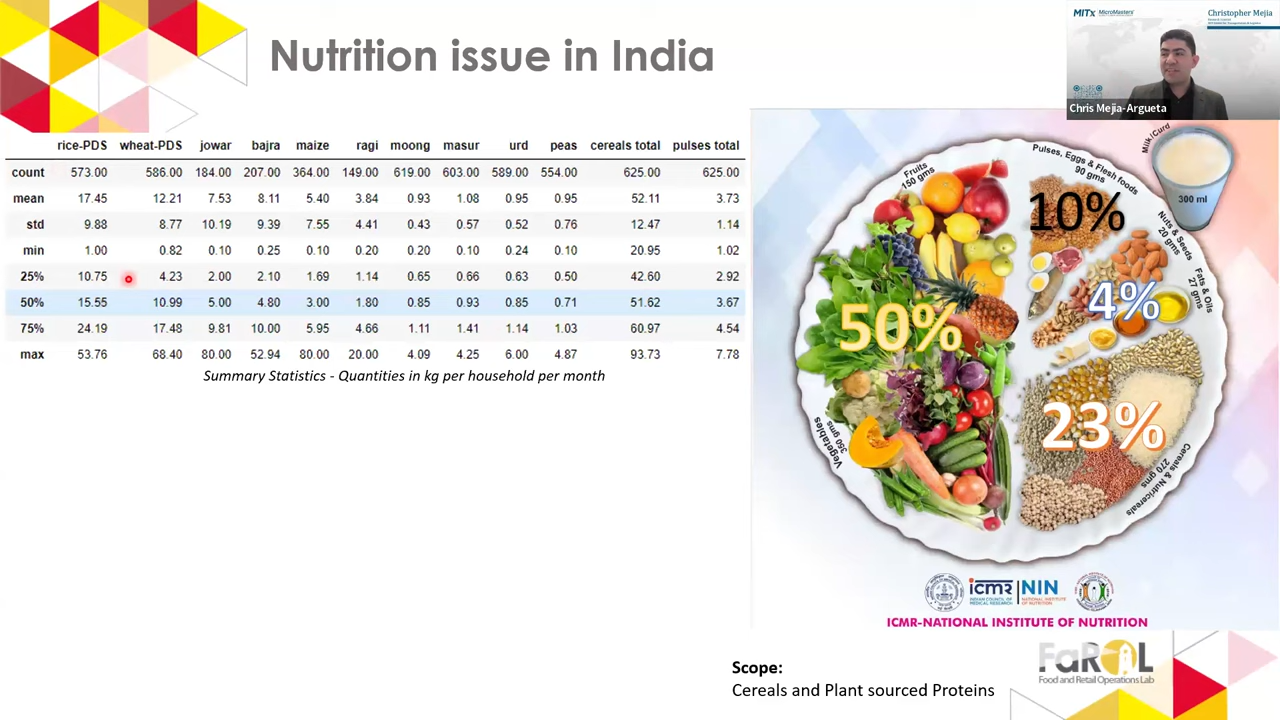 Nutrition issue in India
MITx MicroMasters
Christopher Mejia
Chris Mejia-Argueta
rice-PDS wheat-PDS jowar bajra maize ragi moong masur urd peas cereals total pulses total
count 573.00 586.00 184.00 207.00 364.00 149.00 619.00 603.00 589.00 554.00 625.00 625.00
mean 17.45 12.21 7.53 8.11 5.40 3.84 0.93 1.08 0.95 0.95 52.11 3.73
std 9.88 8.77 10.19 9.39 7.55 4.41 0.43 0.57 0.52 0.76 12.47 1.14
min 1.00 0.82 0.10 0.25 0.10 0.20 0.20 0.10 0.24 0.10 20.95 1.02
25% 10.75 4.23 2.00 2.10 1.69 1.14 0.65 0.66 0.63 0.50 42.60 2.92
50% 15.55 10.99 5.00 4.80 3.00 1.80 0.85 0.93 0.85 0.71 51.62 3.67
75% 24.19 17.48 9.81 10.00 5.95 4.66 1.11 1.41 1.14 1.03 60.97 4.54
max 53.76 68.40 80.00 52.94 80.00 20.00 4.09 4.25 6.00 4.87 93.73 7.78
Summary Statistics - Quantities in kg per household per month
Fruits
150 gms
Pulses, Eggs & Flesh foods
90 gms
Milk/Curd
300 ml
10%
Nuts & Seeds
20 gms
Fats & Oils
27 gms
4%
50%
23%
Vegetables
350 gms
Cereals & Nutricereals
270 gms
icmr NIN
INDIAN COUNCIL OF
MEDICAL RESEARCH
NATIONAL INSTITUTE
OF NUTRITION
ICMR-NATIONAL INSTITUTE OF NUTRITION
Scope:
Cereals and Plant sourced Proteins
FaROL
Food and Retail Operations Lab